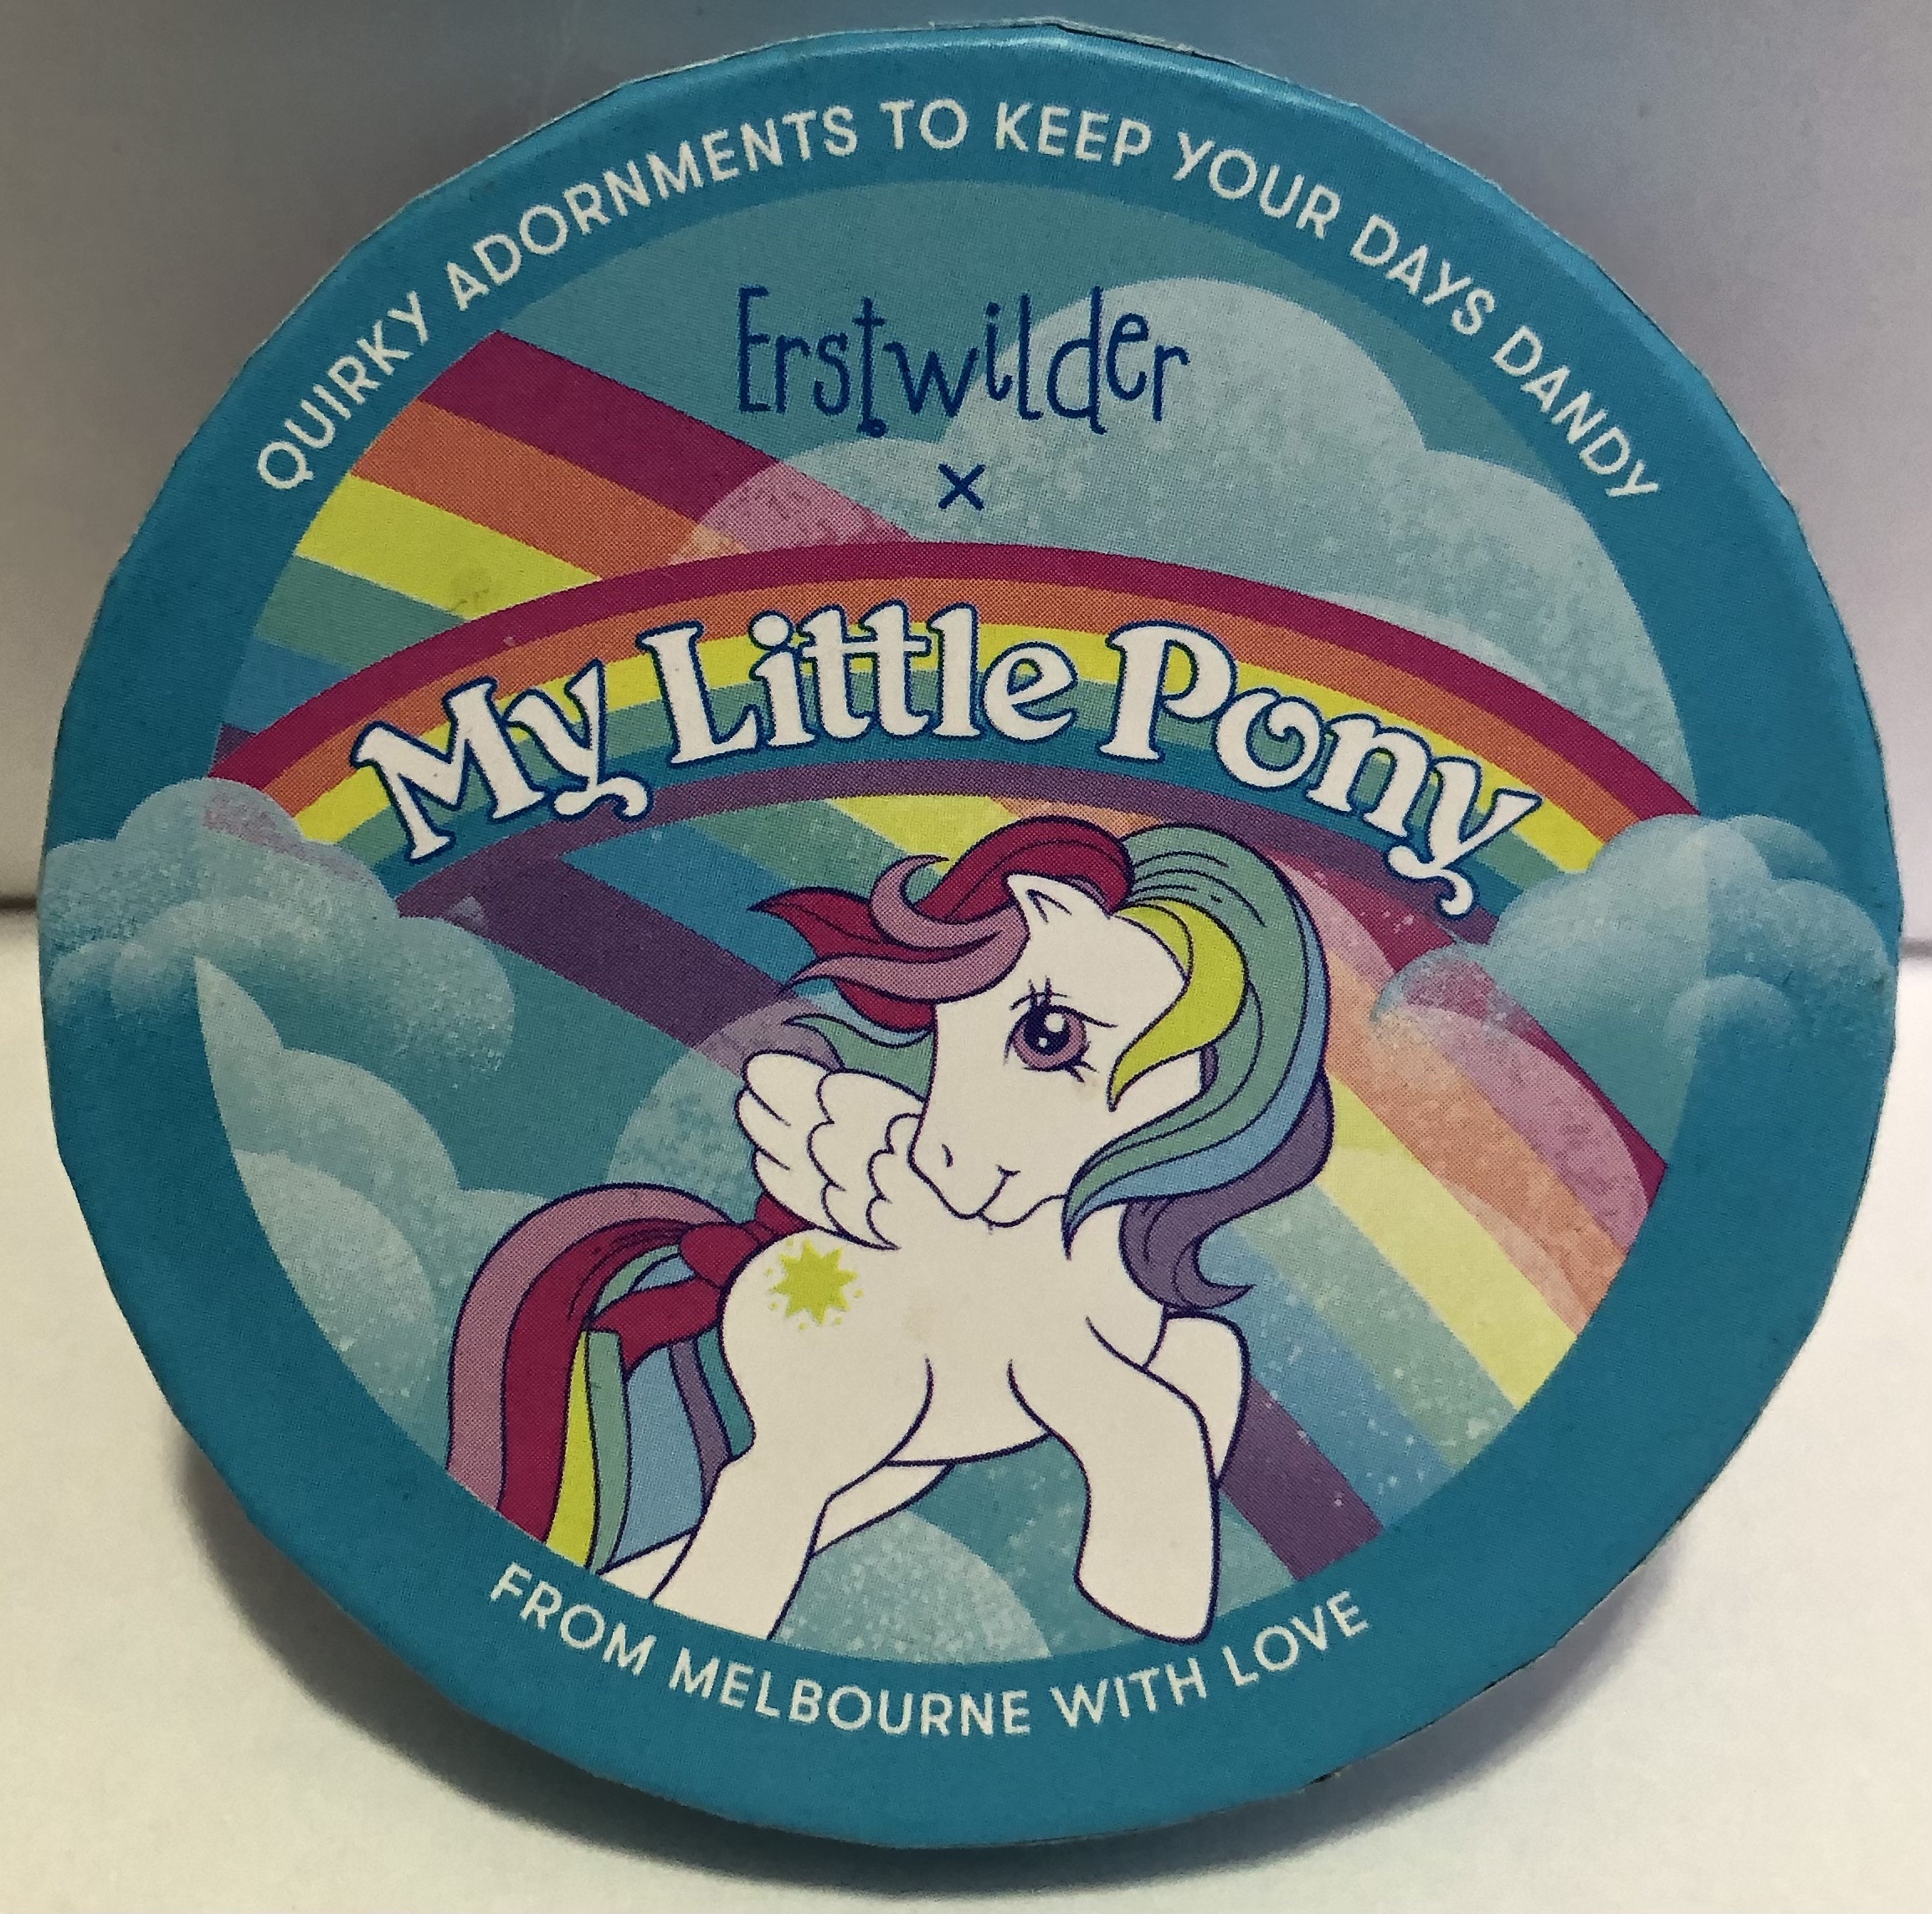 QUIRKY ADORNMENTS TO KEEP YOUR DAYS DANDY
Erstwilder
×
My Little Pony
FROM MELBOURNE WITH LOVE